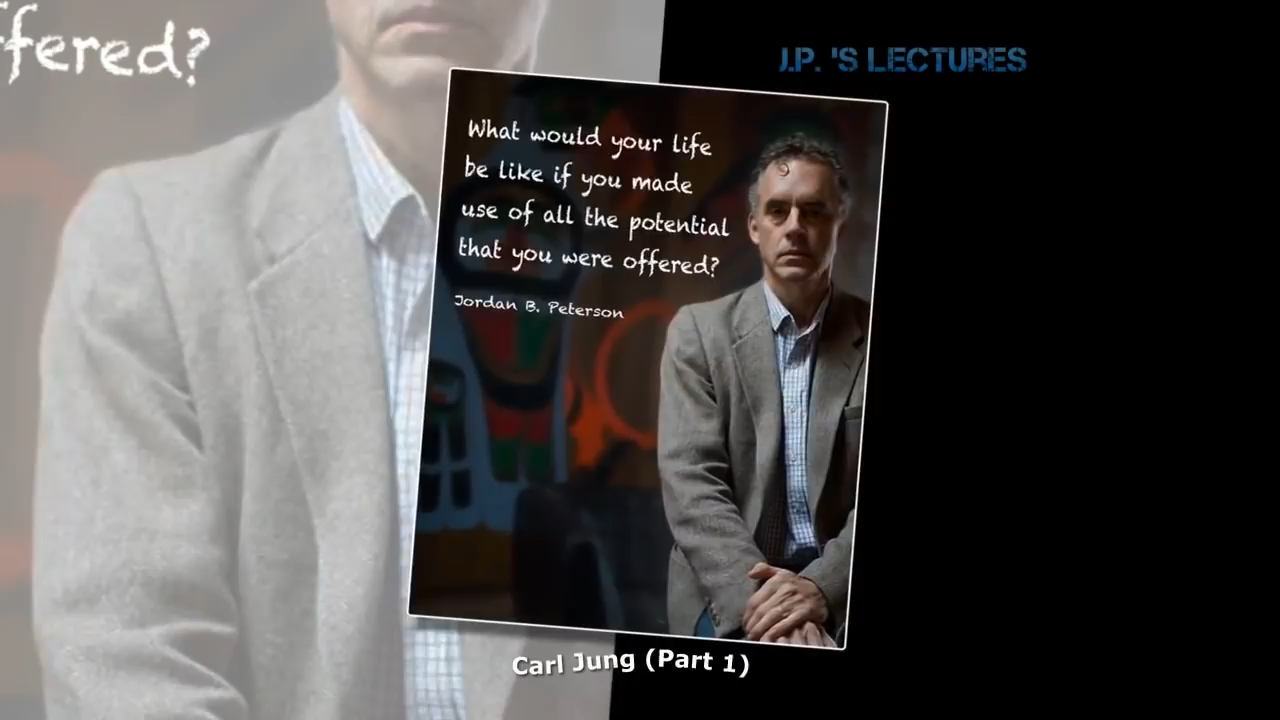 ffered?
J.P. 'S LECTURES
What would your life
be like if you made
use of all the potential
that you were offered?
Jordan B. Peterson
Carl Jung (Part 1)